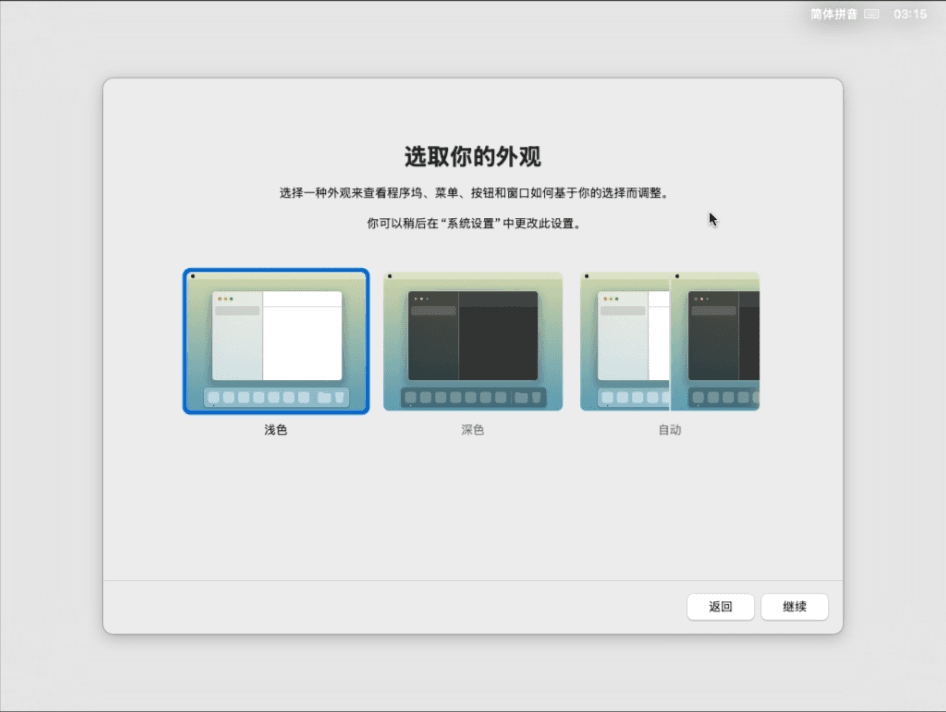 简体拼音 03:15
选取你的外观
选择一种外观来查看程序坞、菜单、按钮和窗口如何基于你的选择而调整。
你可以稍后在“系统设置”中更改此设置。
浅色 深色 自动
返回 继续